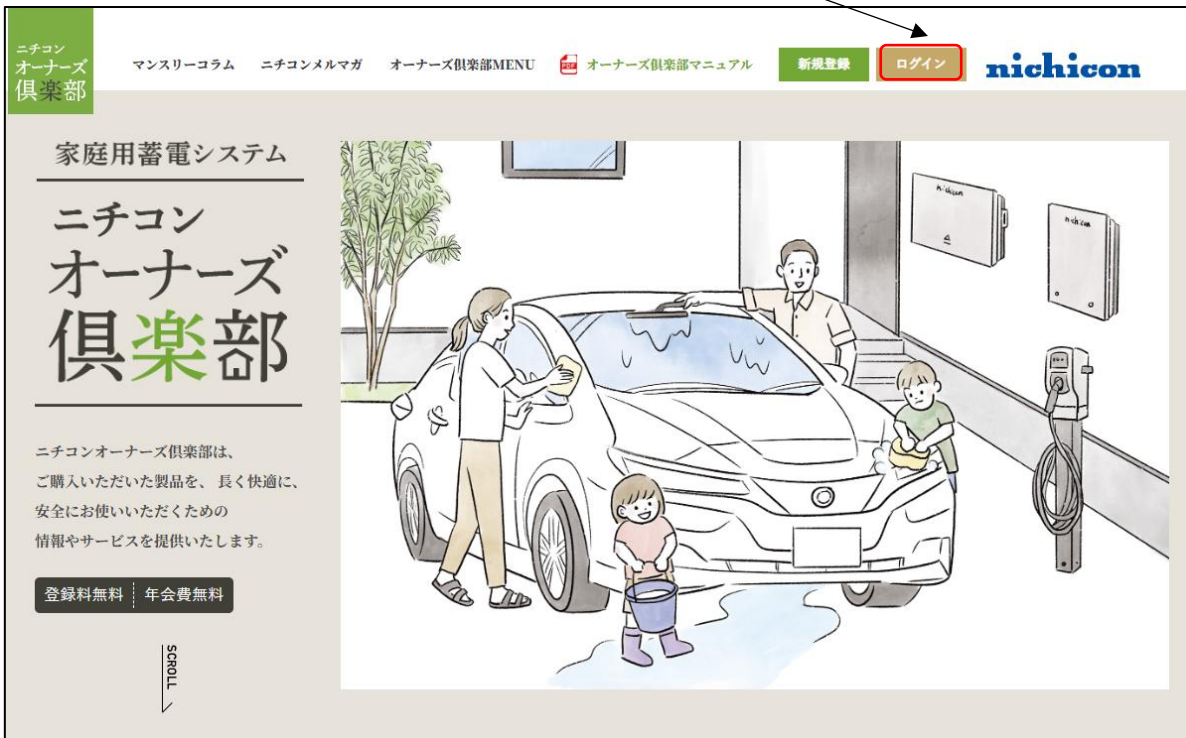 ニチコン
オーナーズ
倶楽部
マンスリーコラム
ニチコンメルマガ
オーナーズ倶楽部MENU
PDF
オーナーズ倶楽部マニュアル
新規登録
ログイン
nichicon
家庭用蓄電システム
ニチコン
オーナーズ
倶楽部
ニチコンオーナーズ倶楽部は、
ご購入いただいた製品を、長く快適に、
安全にお使いいただくための
情報やサービスを提供いたします。
登録料無料
年会費無料
SCROLL
nichicon
nichicon